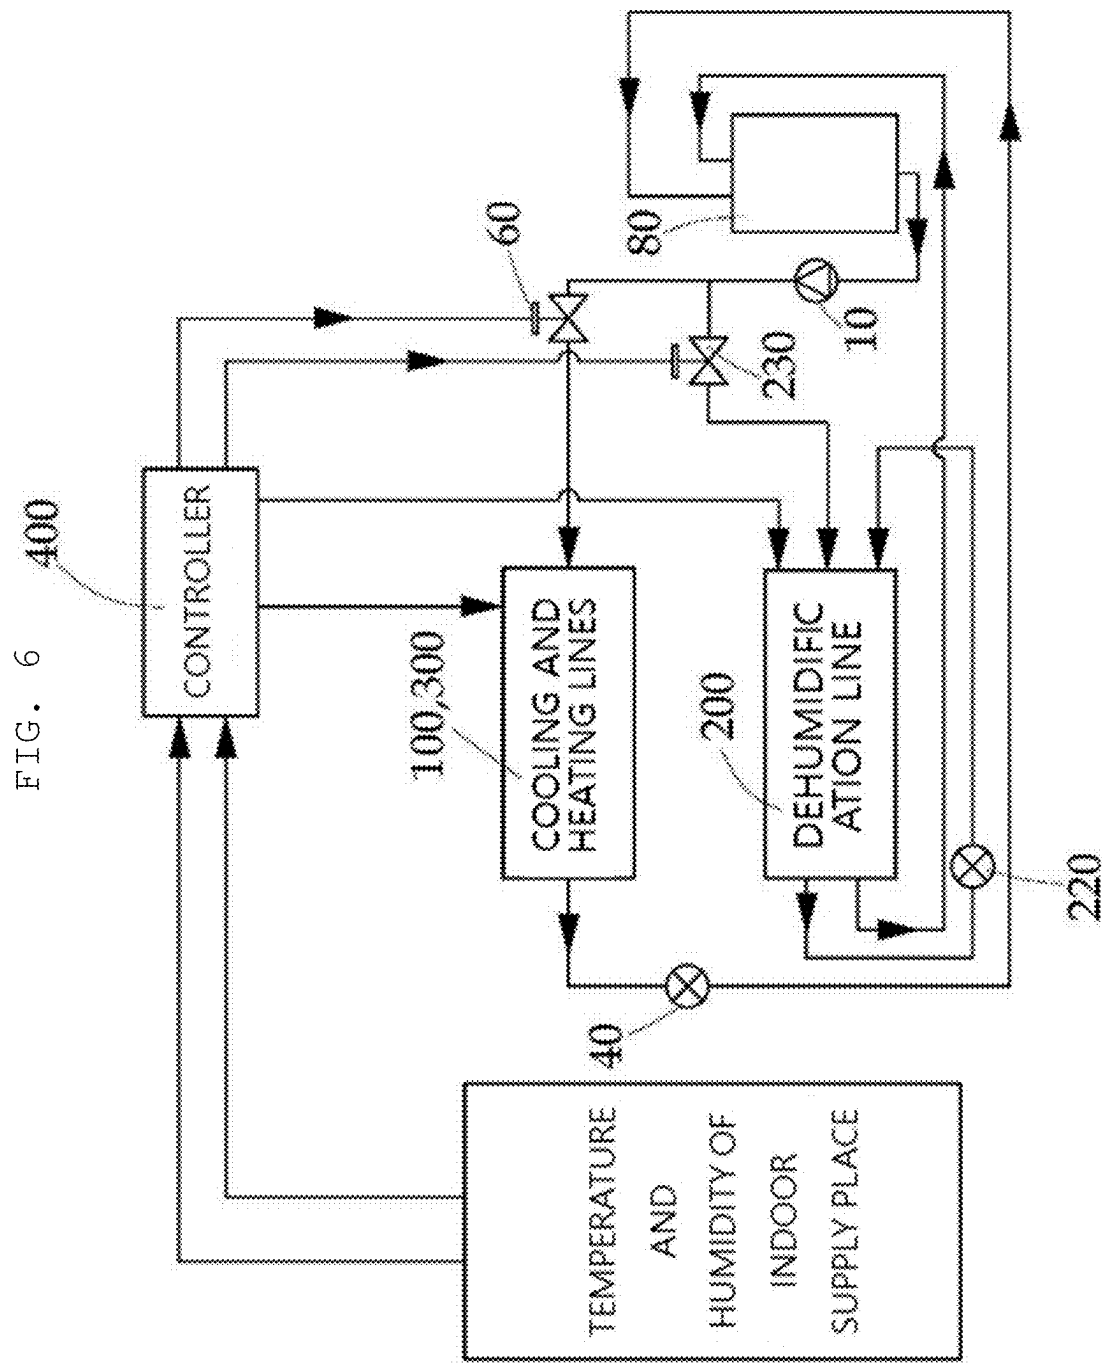 FIG. 6
400
CONTROLLER
60
80
10
230
100,300
COOLING AND
HEATING LINES
200
DEHUMIDIFIC
ATION LINE
40
220
TEMPERATURE
AND
HUMIDITY OF
INDOOR
SUPPLY PLACE